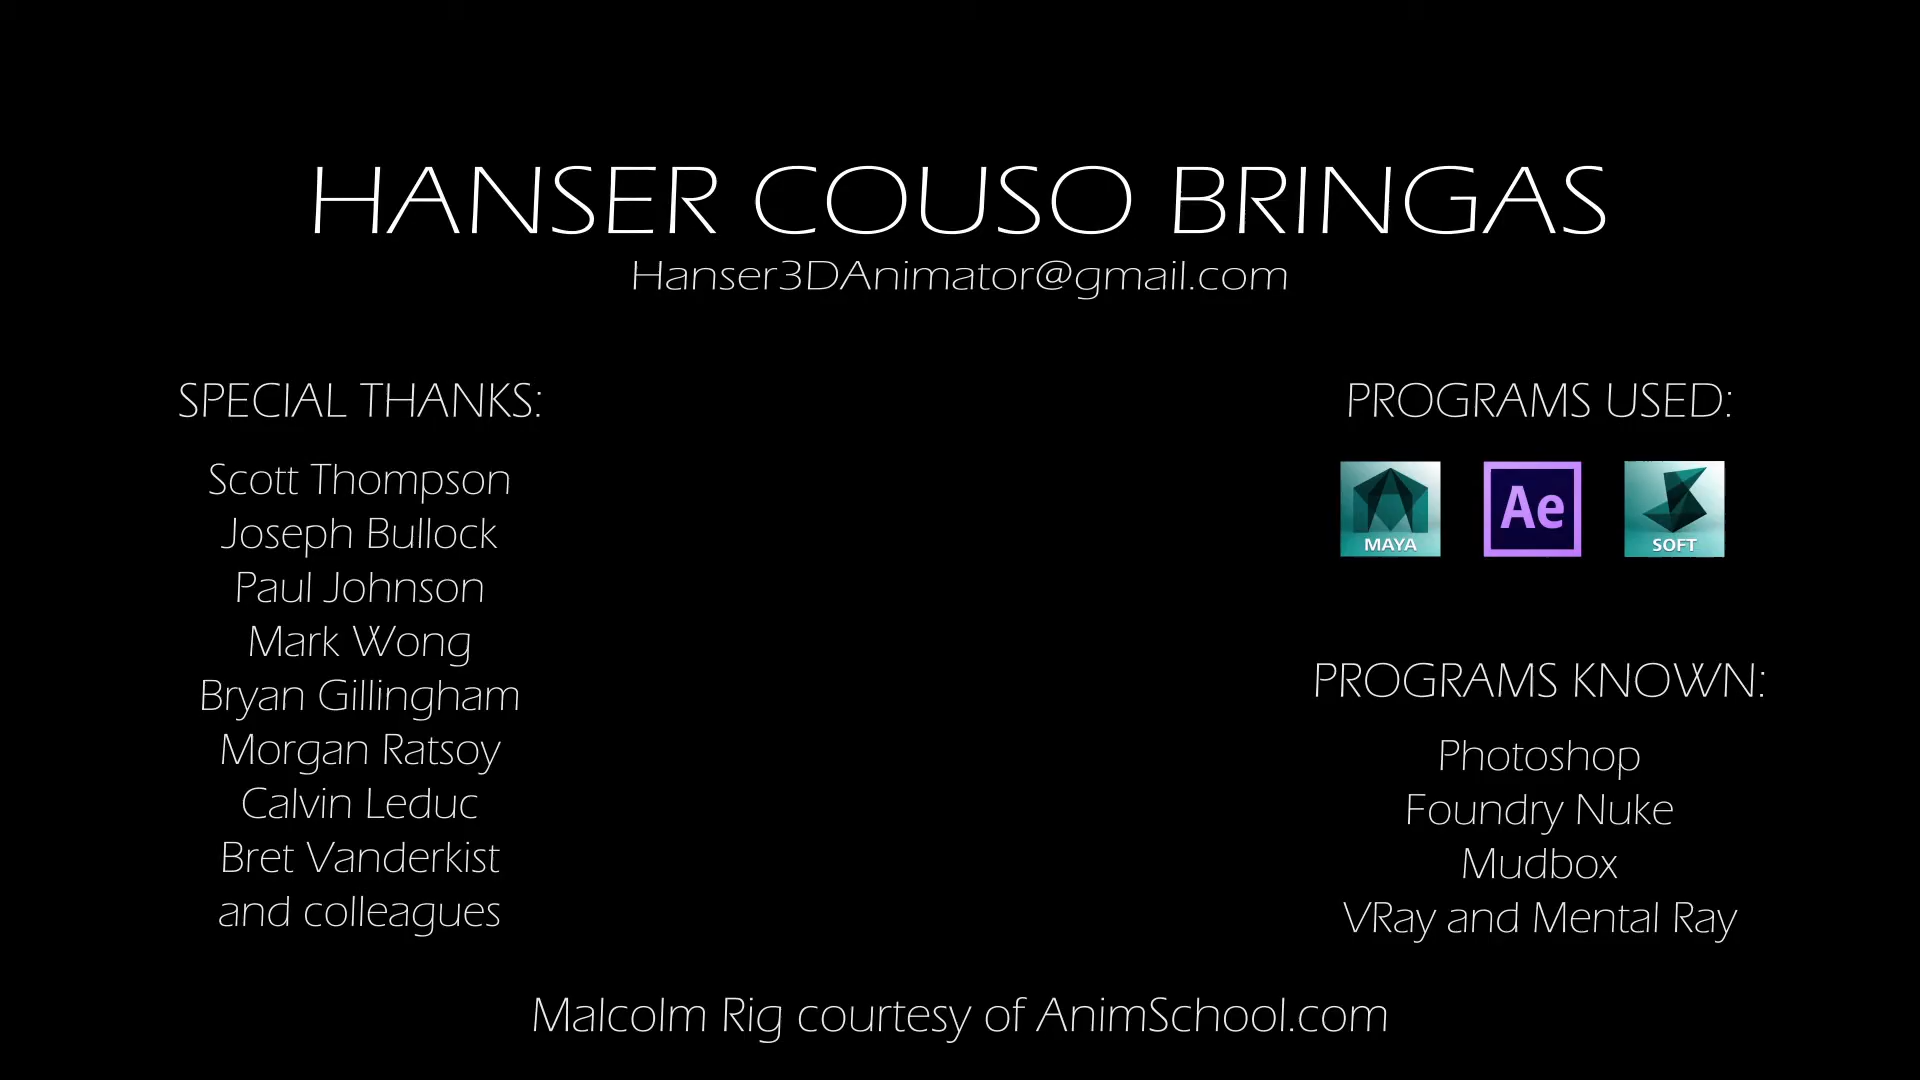 HANSER COUSO BRINGAS
Hanser3DAnimator@gmail.com
SPECIAL THANKS:
Scott Thompson
Joseph Bullock
Paul Johnson
Mark Wong
Bryan Gillingham
Morgan Ratsoy
Calvin Leduc
Bret Vanderkist
and colleagues
PROGRAMS USED:
MAYA
Ae
SOFT
PROGRAMS KNOWN:
Photoshop
Foundry Nuke
Mudbox
VRay and Mental Ray
Malcolm Rig courtesy of AnimSchool.com